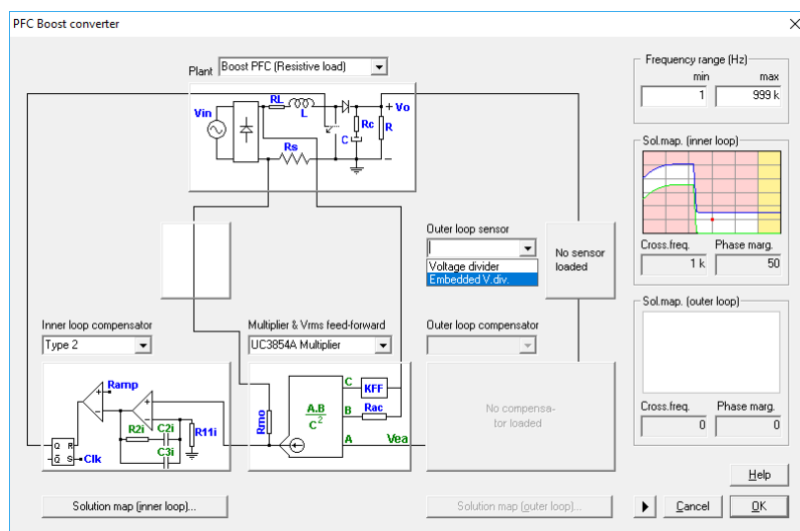 PFC Boost converter
Plant
Boost PFC (Resistive load)
Frequency range (Hz)
min
max
1
999 k
RL
L
+ Vo
Vin
Rc
R
C
Rs
−
Sol.map. (inner loop)
Cross.freq.
Phase marg.
1 k
50
Outer loop sensor
Voltage divider
Embedded V.div.
No sensor
loaded
Sol.map. (outer loop)
Cross.freq.
Phase marg.
0
0
Inner loop compensator
Type 2
Multiplier & Vrms feed-forward
UC3854A Multiplier
Outer loop compensator
Ramp
R2i
C2i
C3i
R11i
Q R
Q̅ S
Clk
Rmo
A.B
C²
C
B
A
KFF
Rac
Vea
No compensa-
tor loaded
Solution map (inner loop)...
Solution map (outer loop)...
Help
Cancel
OK